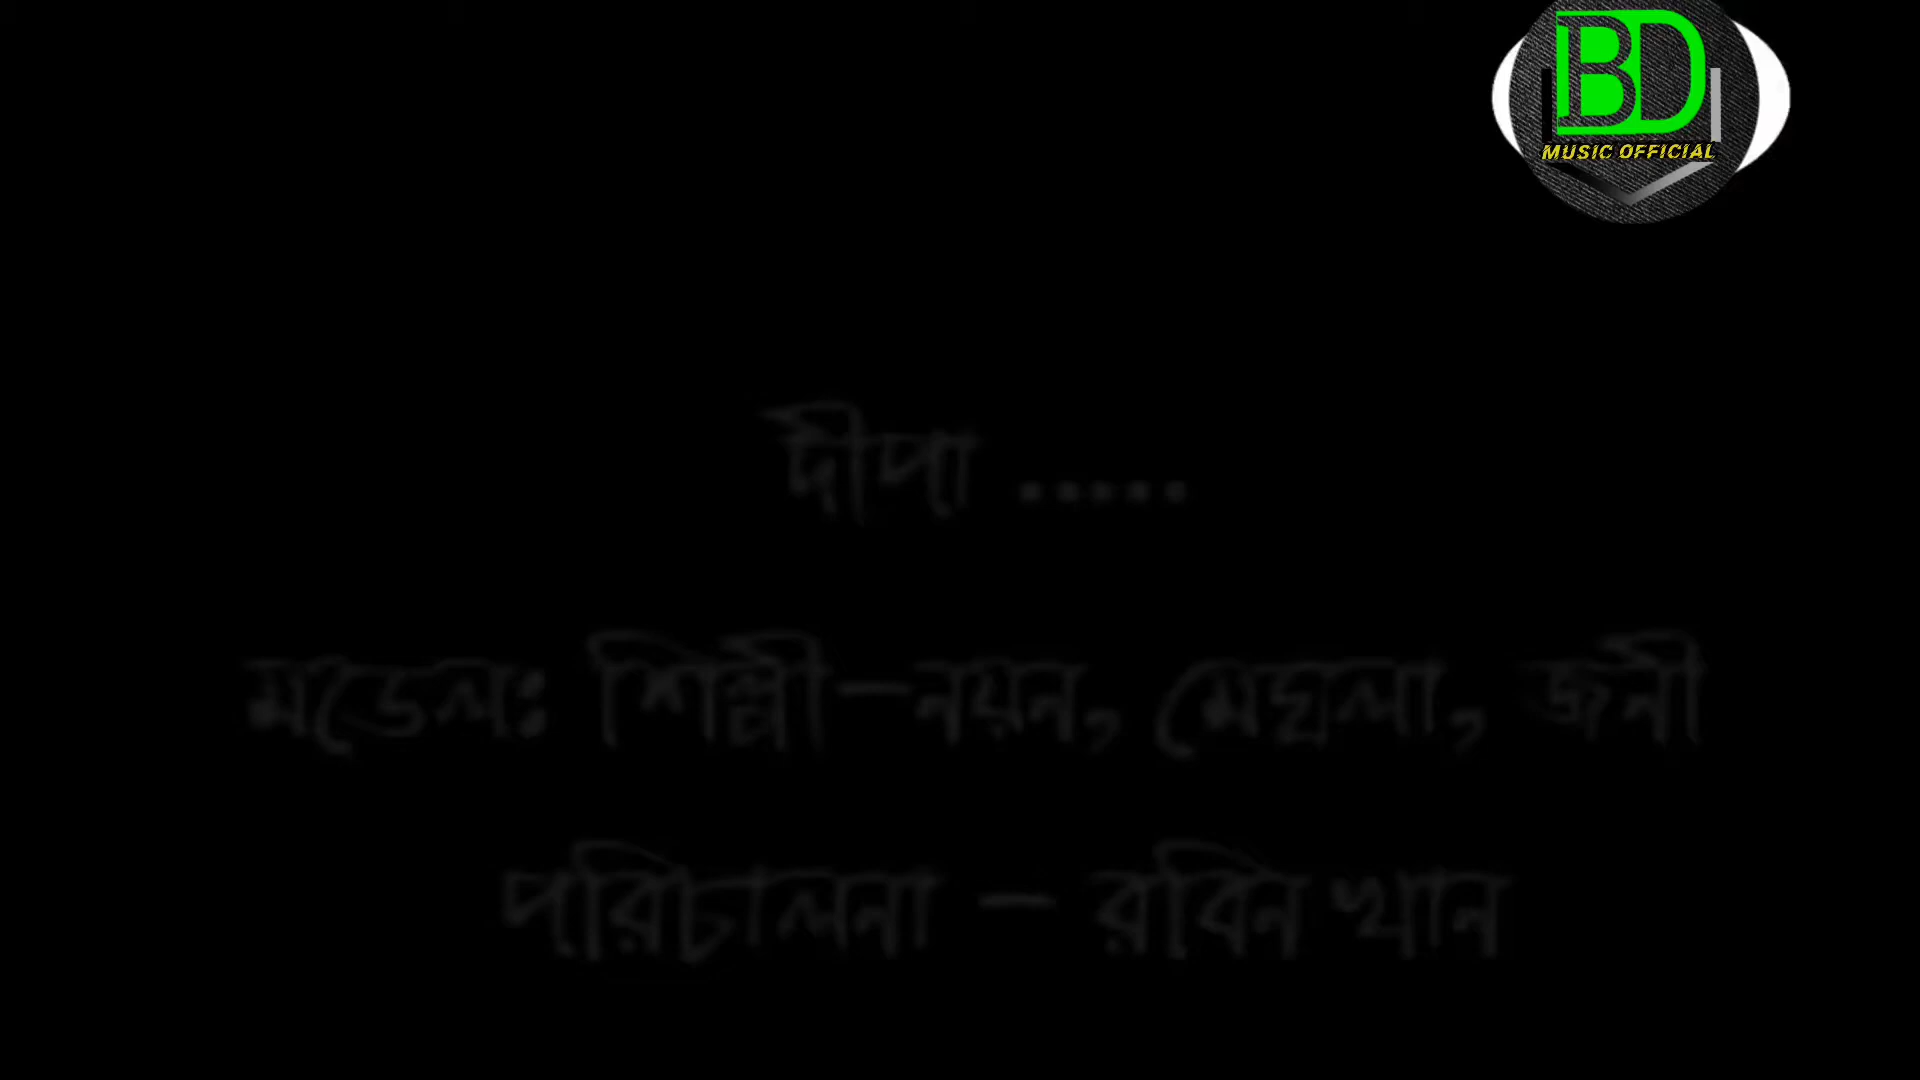 BD
MUSIC OFFICIAL
দীপা .....
মডেলঃ শিল্পী-নয়ন, মেঘলা, জনী
পরিচালনা - রবিন খান